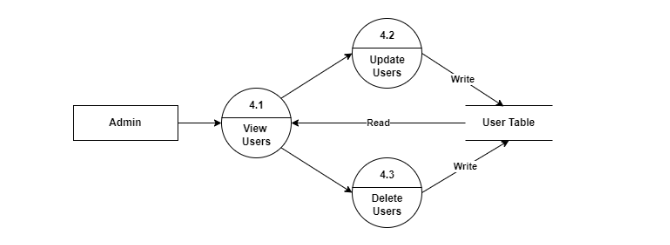 4.2
Update
Users
Write
4.1
Admin
View
Users
Read
User Table
Write
4.3
Delete
Users